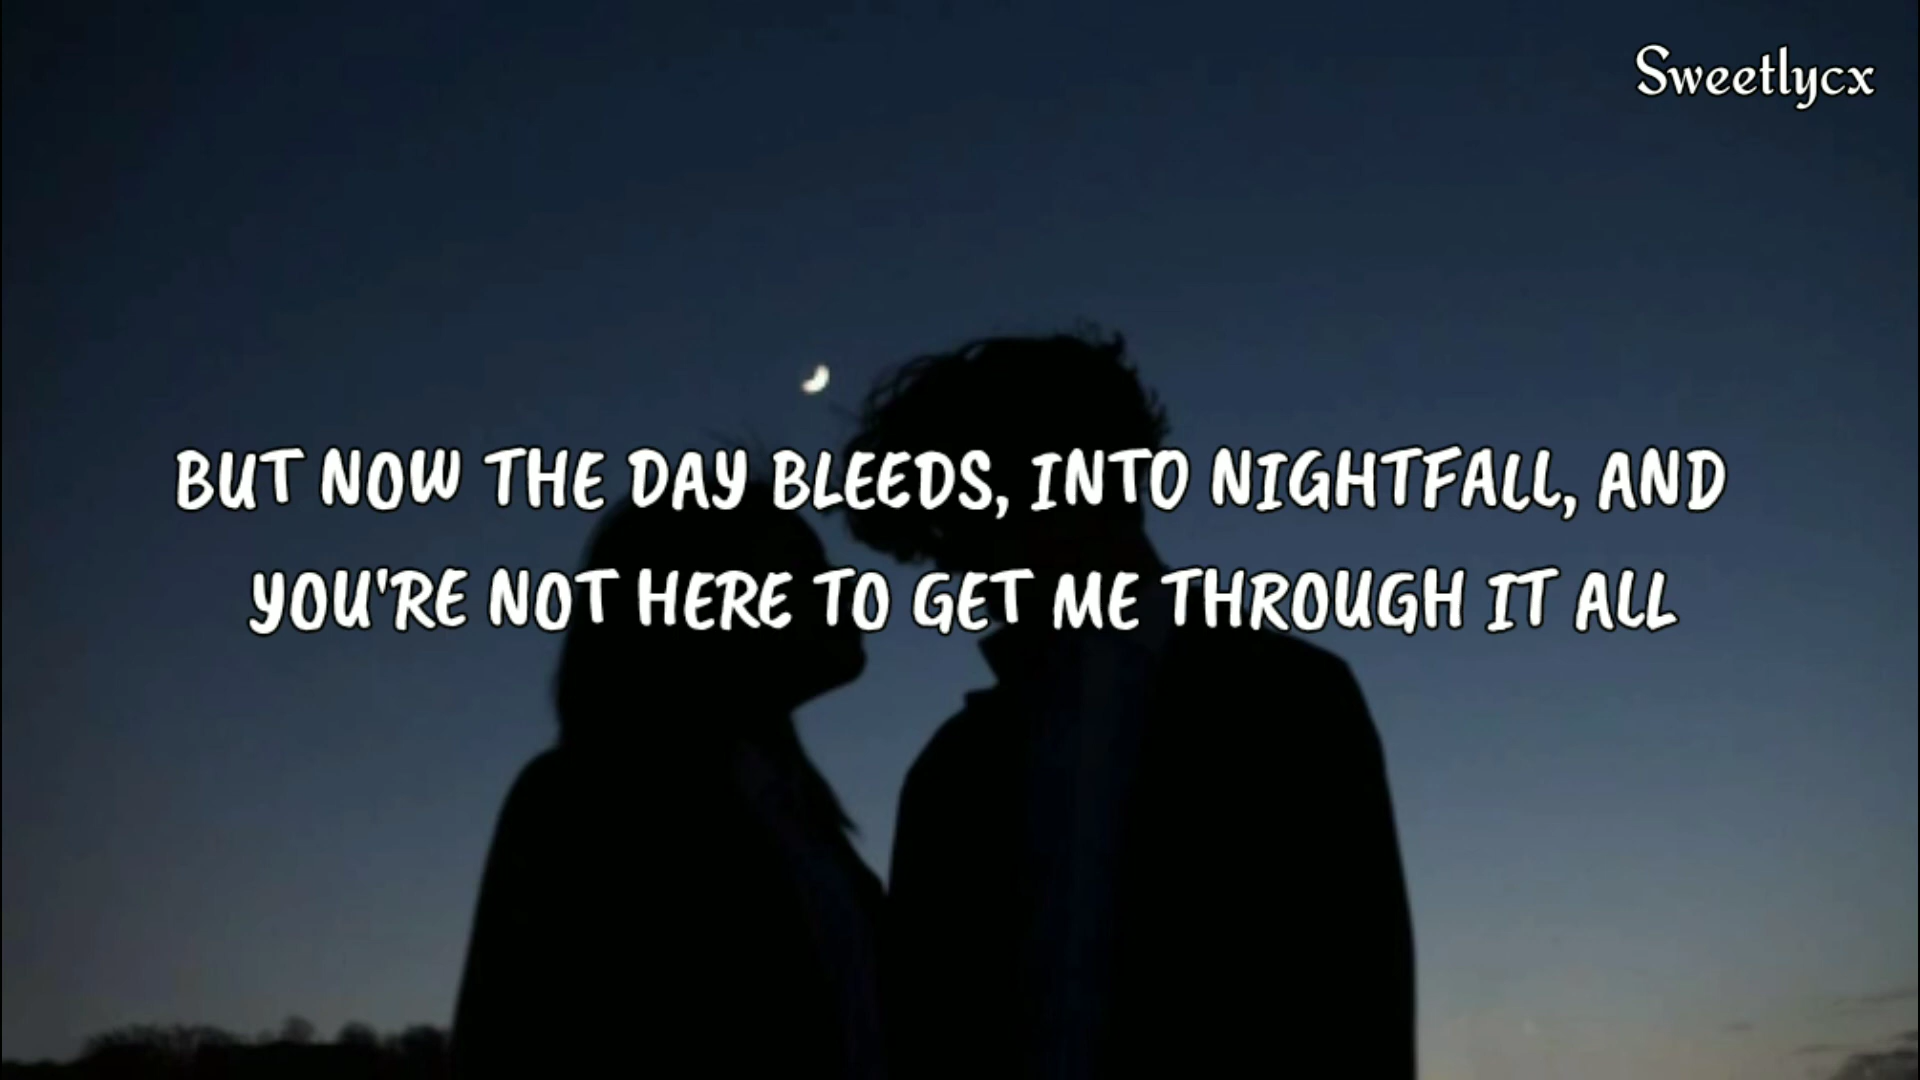 Sweetlycx
BUT NOW THE DAY BLEEDS, INTO NIGHTFALL, AND
YOU'RE NOT HERE TO GET ME THROUGH IT ALL